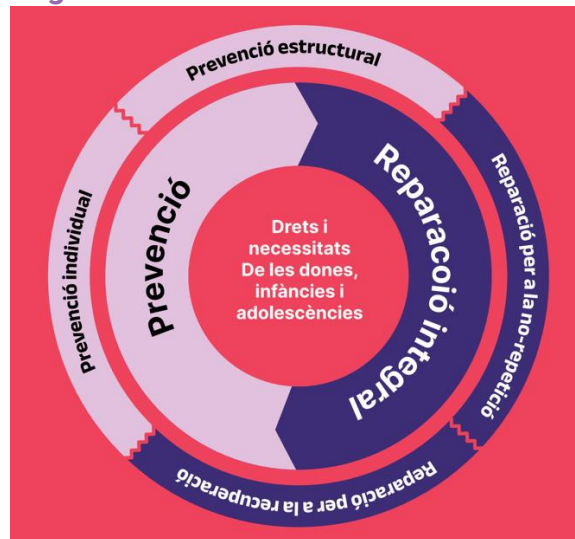 Prevenció estructural
Prevenció individual
Prevenció
Reparacoió integral
Reparació per a la no-repetició
Reparació per a la recuperació
Drets i
necessitats
De les dones,
infàncies i
adolescències